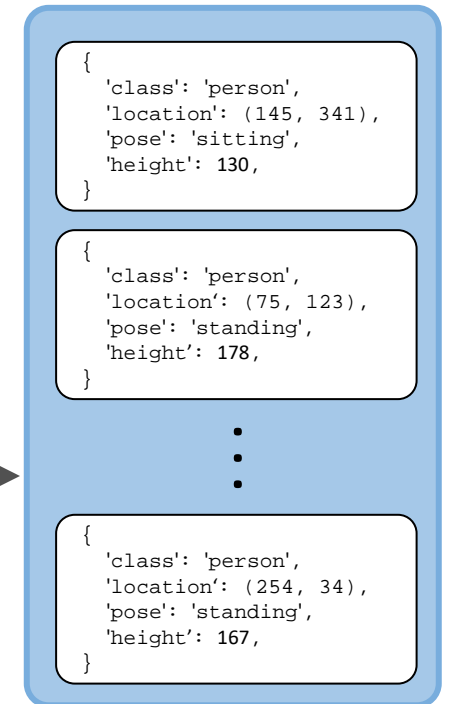 {
'class': 'person',
'location': (145, 341),
'pose': 'sitting',
'height': 130,
}
{
'class': 'person',
'location‘: (75, 123),
'pose': 'standing',
'height’: 178,
}
{
'class': 'person',
'location‘: (254, 34),
'pose': 'standing',
'height’: 167,
}